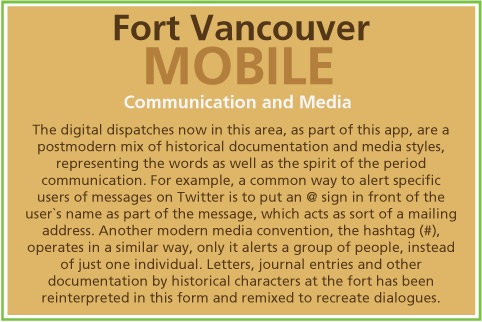 Fort Vancouver
MOBILE
Communication and Media
The digital dispatches now in this area, as part of this app, are a
postmodern mix of historical documentation and media styles,
representing the words as well as the spirit of the period
communication. For example, a common way to alert specific
users of messages on Twitter is to put an @ sign in front of the
user`s name as part of the message, which acts as sort of a mailing
address. Another modern media convention, the hashtag (#),
operates in a similar way, only it alerts a group of people, instead
of just one individual. Letters, journal entries and other
documentation by historical characters at the fort has been
reinterpreted in this form and remixed to recreate dialogues.